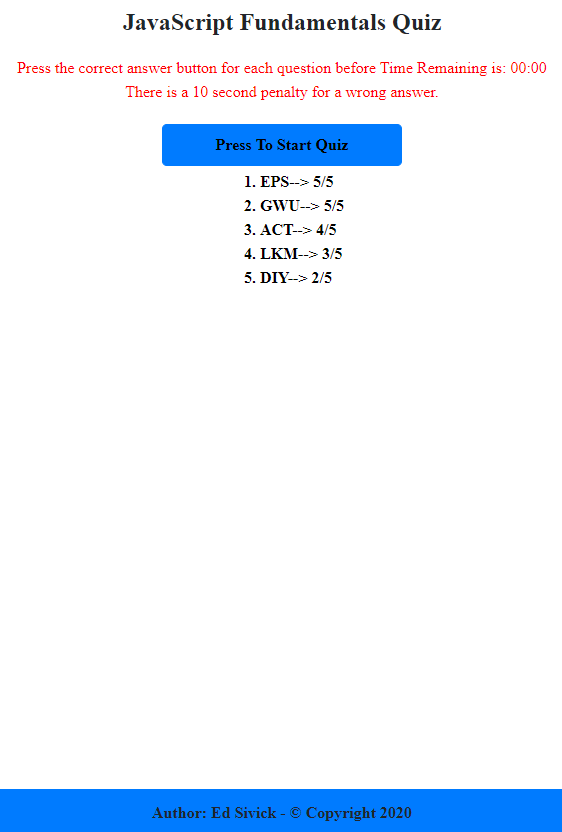 JavaScript Fundamentals Quiz
Press the correct answer button for each question before Time Remaining is: 00:00
There is a 10 second penalty for a wrong answer.
Press To Start Quiz
1. EPS--> 5/5
2. GWU--> 5/5
3. ACT--> 4/5
4. LKM--> 3/5
5. DIY--> 2/5
Author: Ed Sivick - © Copyright 2020